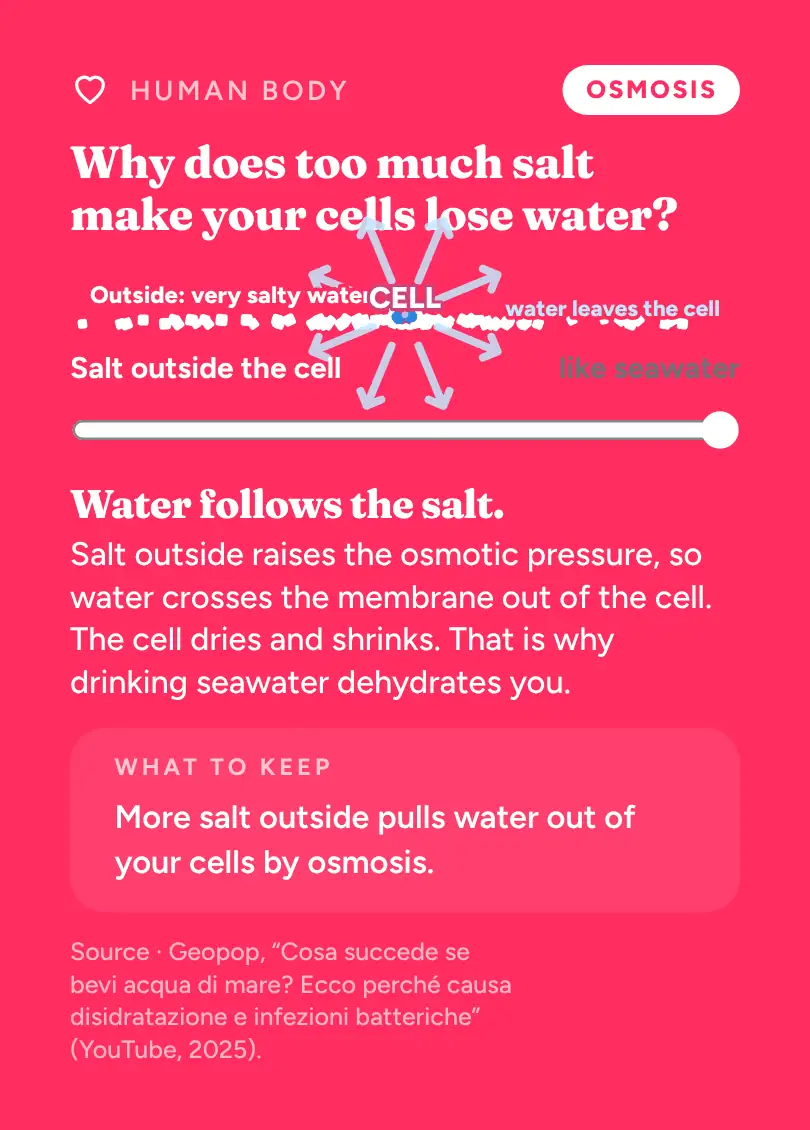 HUMAN BODY
OSMOSIS
Why does too much salt
make your cells lose water?
Outside: very salty water
CELL
water leaves the cell
Salt outside the cell
like seawater
Water follows the salt.
Salt outside raises the osmotic pressure, so
water crosses the membrane out of the cell.
The cell dries and shrinks. That is why
drinking seawater dehydrates you.
WHAT TO KEEP
More salt outside pulls water out of
your cells by osmosis.
Source · Geopop, “Cosa succede se
bevi acqua di mare? Ecco perché causa
disidratazione e infezioni batteriche”
(YouTube, 2025).